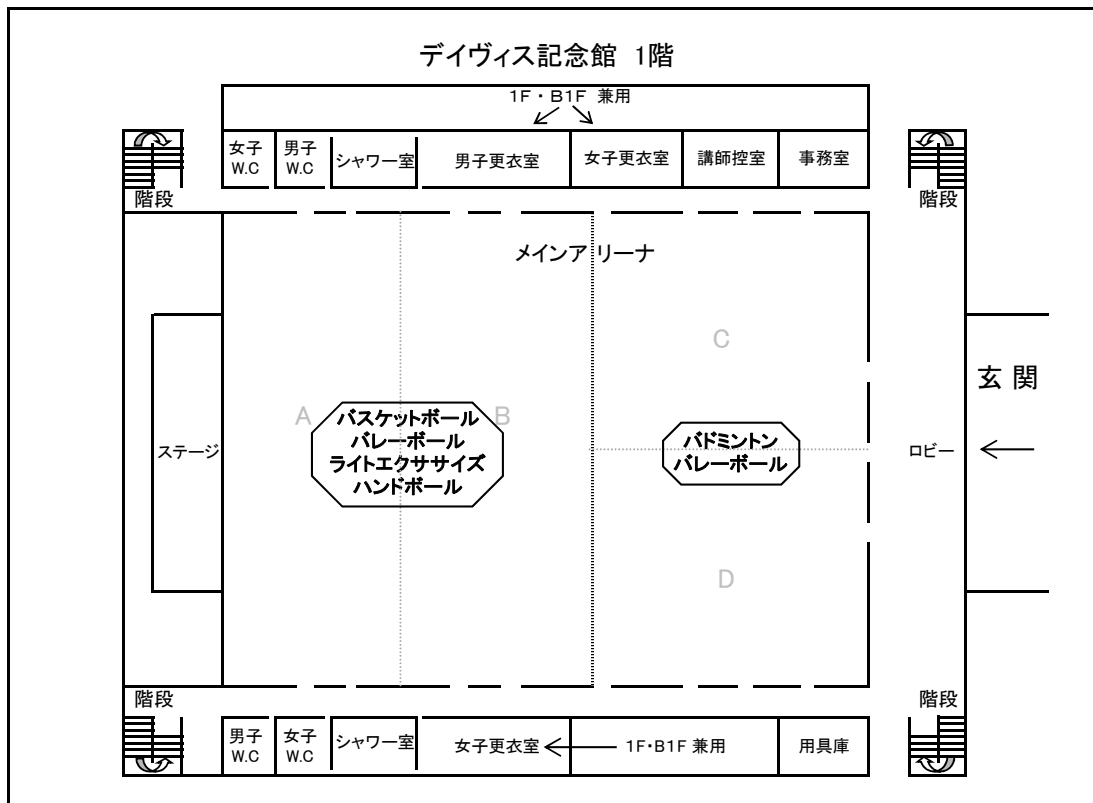 デイヴィス記念館 1階
1F・B1F 兼用
女子
W.C
男子
W.C
シャワー室
男子更衣室
女子更衣室
講師控室
事務室
階段
階段
メインアリーナ
C
玄関
A
B
バスケットボール
バレーボール
ライトエクササイズ
ハンドボール
バドミントン
バレーボール
ステージ
ロビー
D
階段
階段
男子
W.C
女子
W.C
シャワー室
女子更衣室
1F・B1F 兼用
用具庫